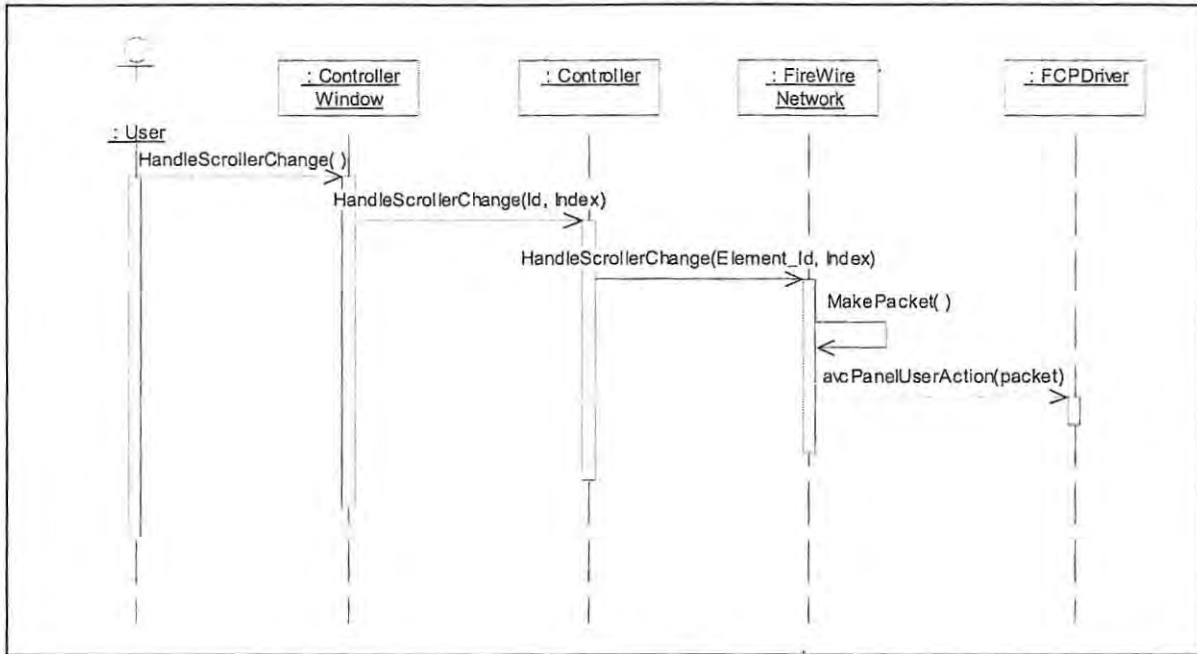 : Controller
Window
: Controller
: FireWire
Network
: FCPDriver
: User
HandleScrollerChange( )
HandleScrollerChange(Id, Index)
HandleScrollerChange(Element_Id, Index)
MakePacket( )
avcPanelUserAction(packet)